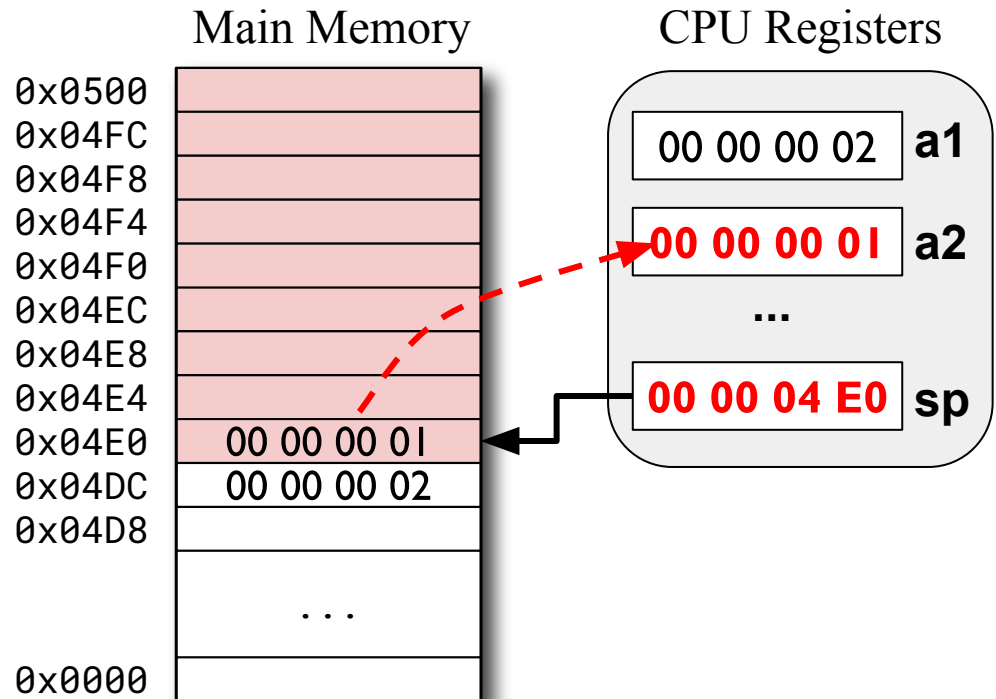 Main Memory
CPU Registers
0x0500
0x04FC
0x04F8
0x04F4
0x04F0
0x04EC
0x04E8
0x04E4
0x04E0 00 00 00 01
0x04DC 00 00 00 02
0x04D8
...
0x0000
00 00 00 02 a1
00 00 00 01 a2
...
00 00 04 E0 sp